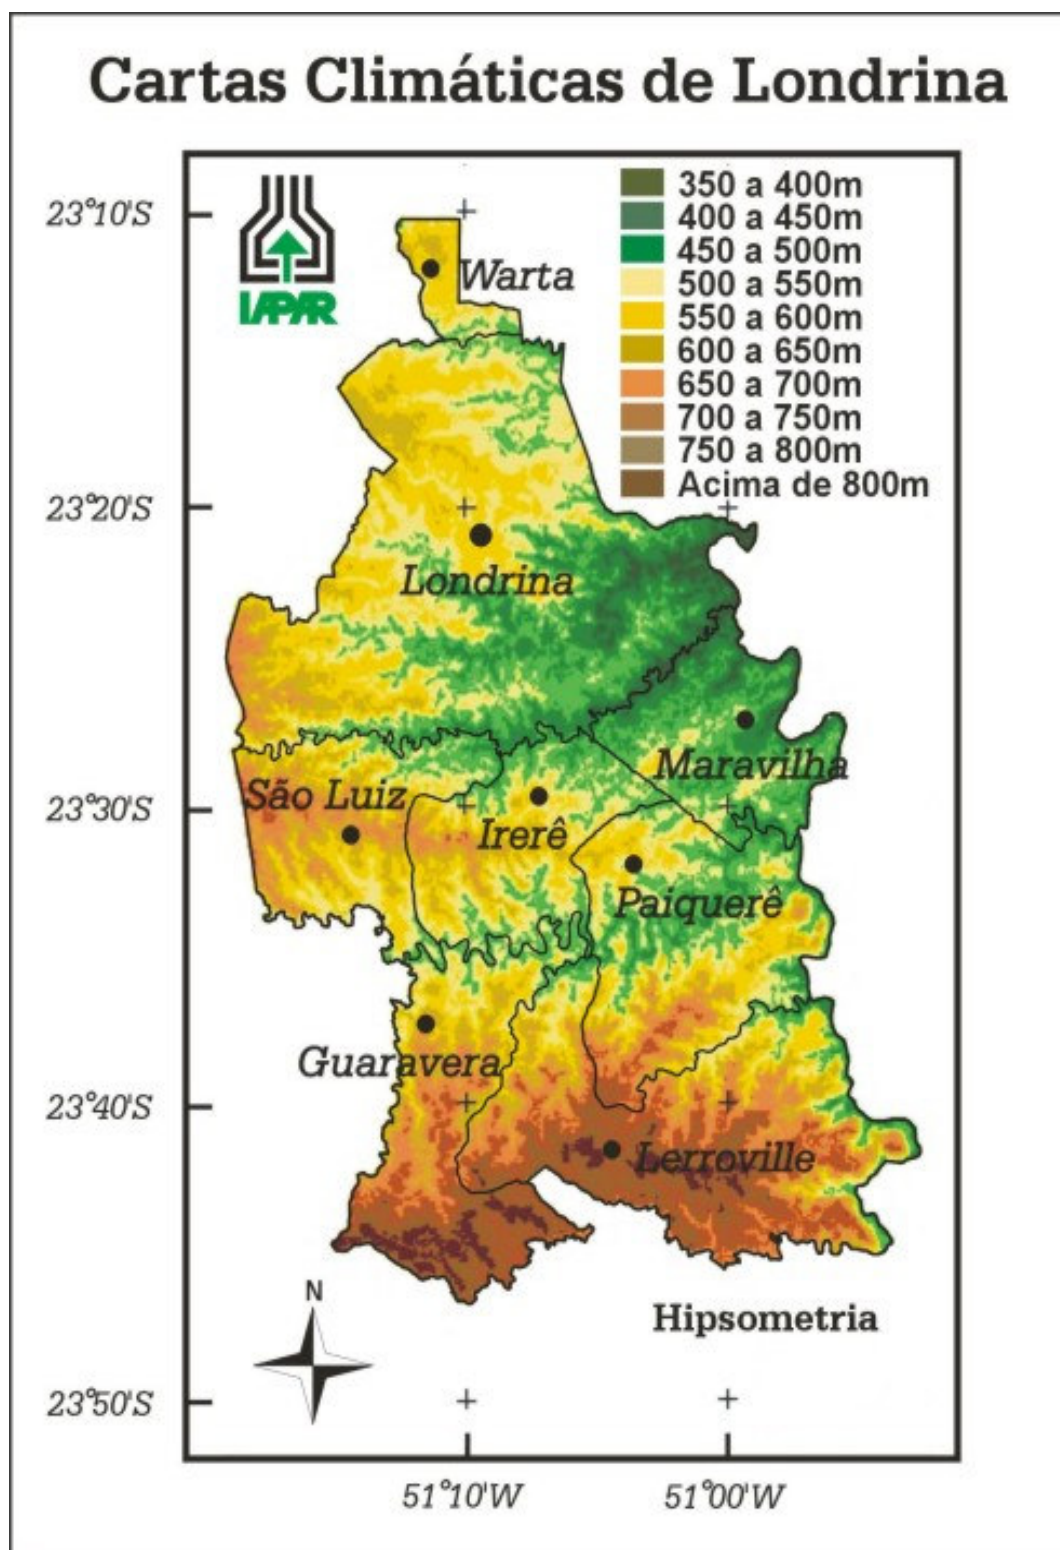 Cartas Climáticas de Londrina
23°10'S
IAPAR
350 a 400m
400 a 450m
450 a 500m
500 a 550m
550 a 600m
600 a 650m
650 a 700m
700 a 750m
750 a 800m
Acima de 800m
Warta
23°20'S
Londrina
Maravilha
São Luiz
23°30'S
Irerê
Paiquerê
Guaravera
23°40'S
Lerroville
N
Hipsometria
23°50'S
51°10'W
51°00'W